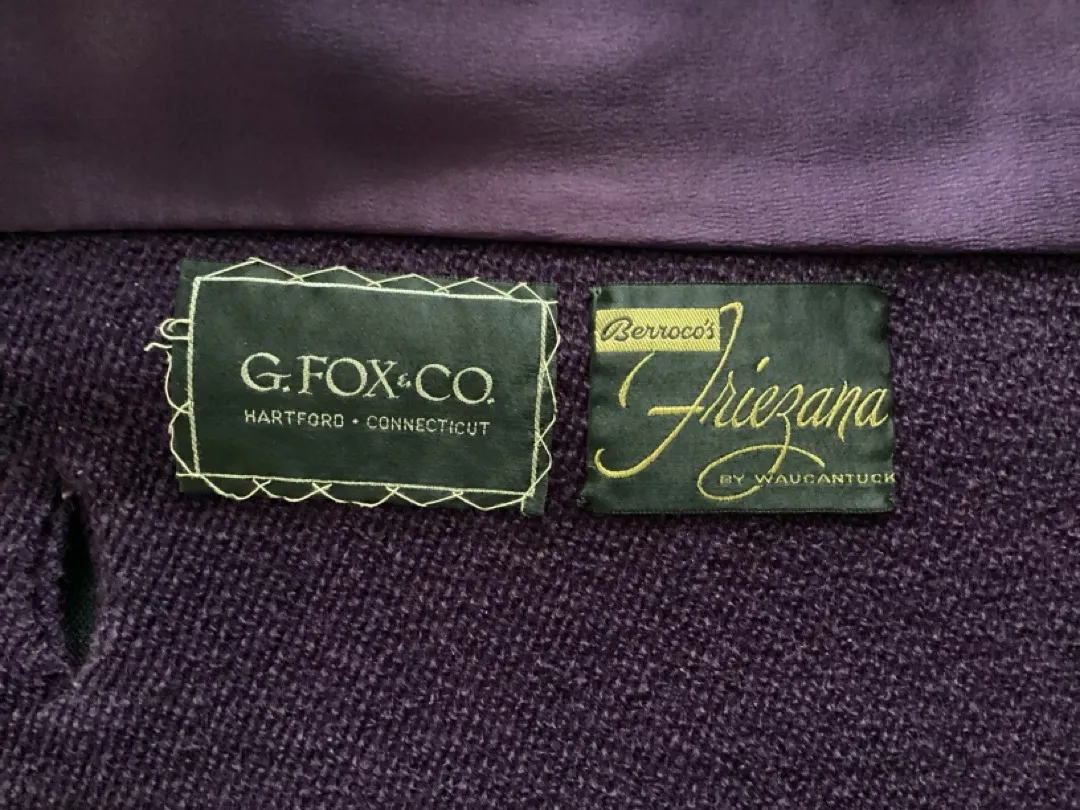 G. FOX & CO.
HARTFORD • CONNECTICUT
Berroco's
Friezana
BY WAUCANTUCK